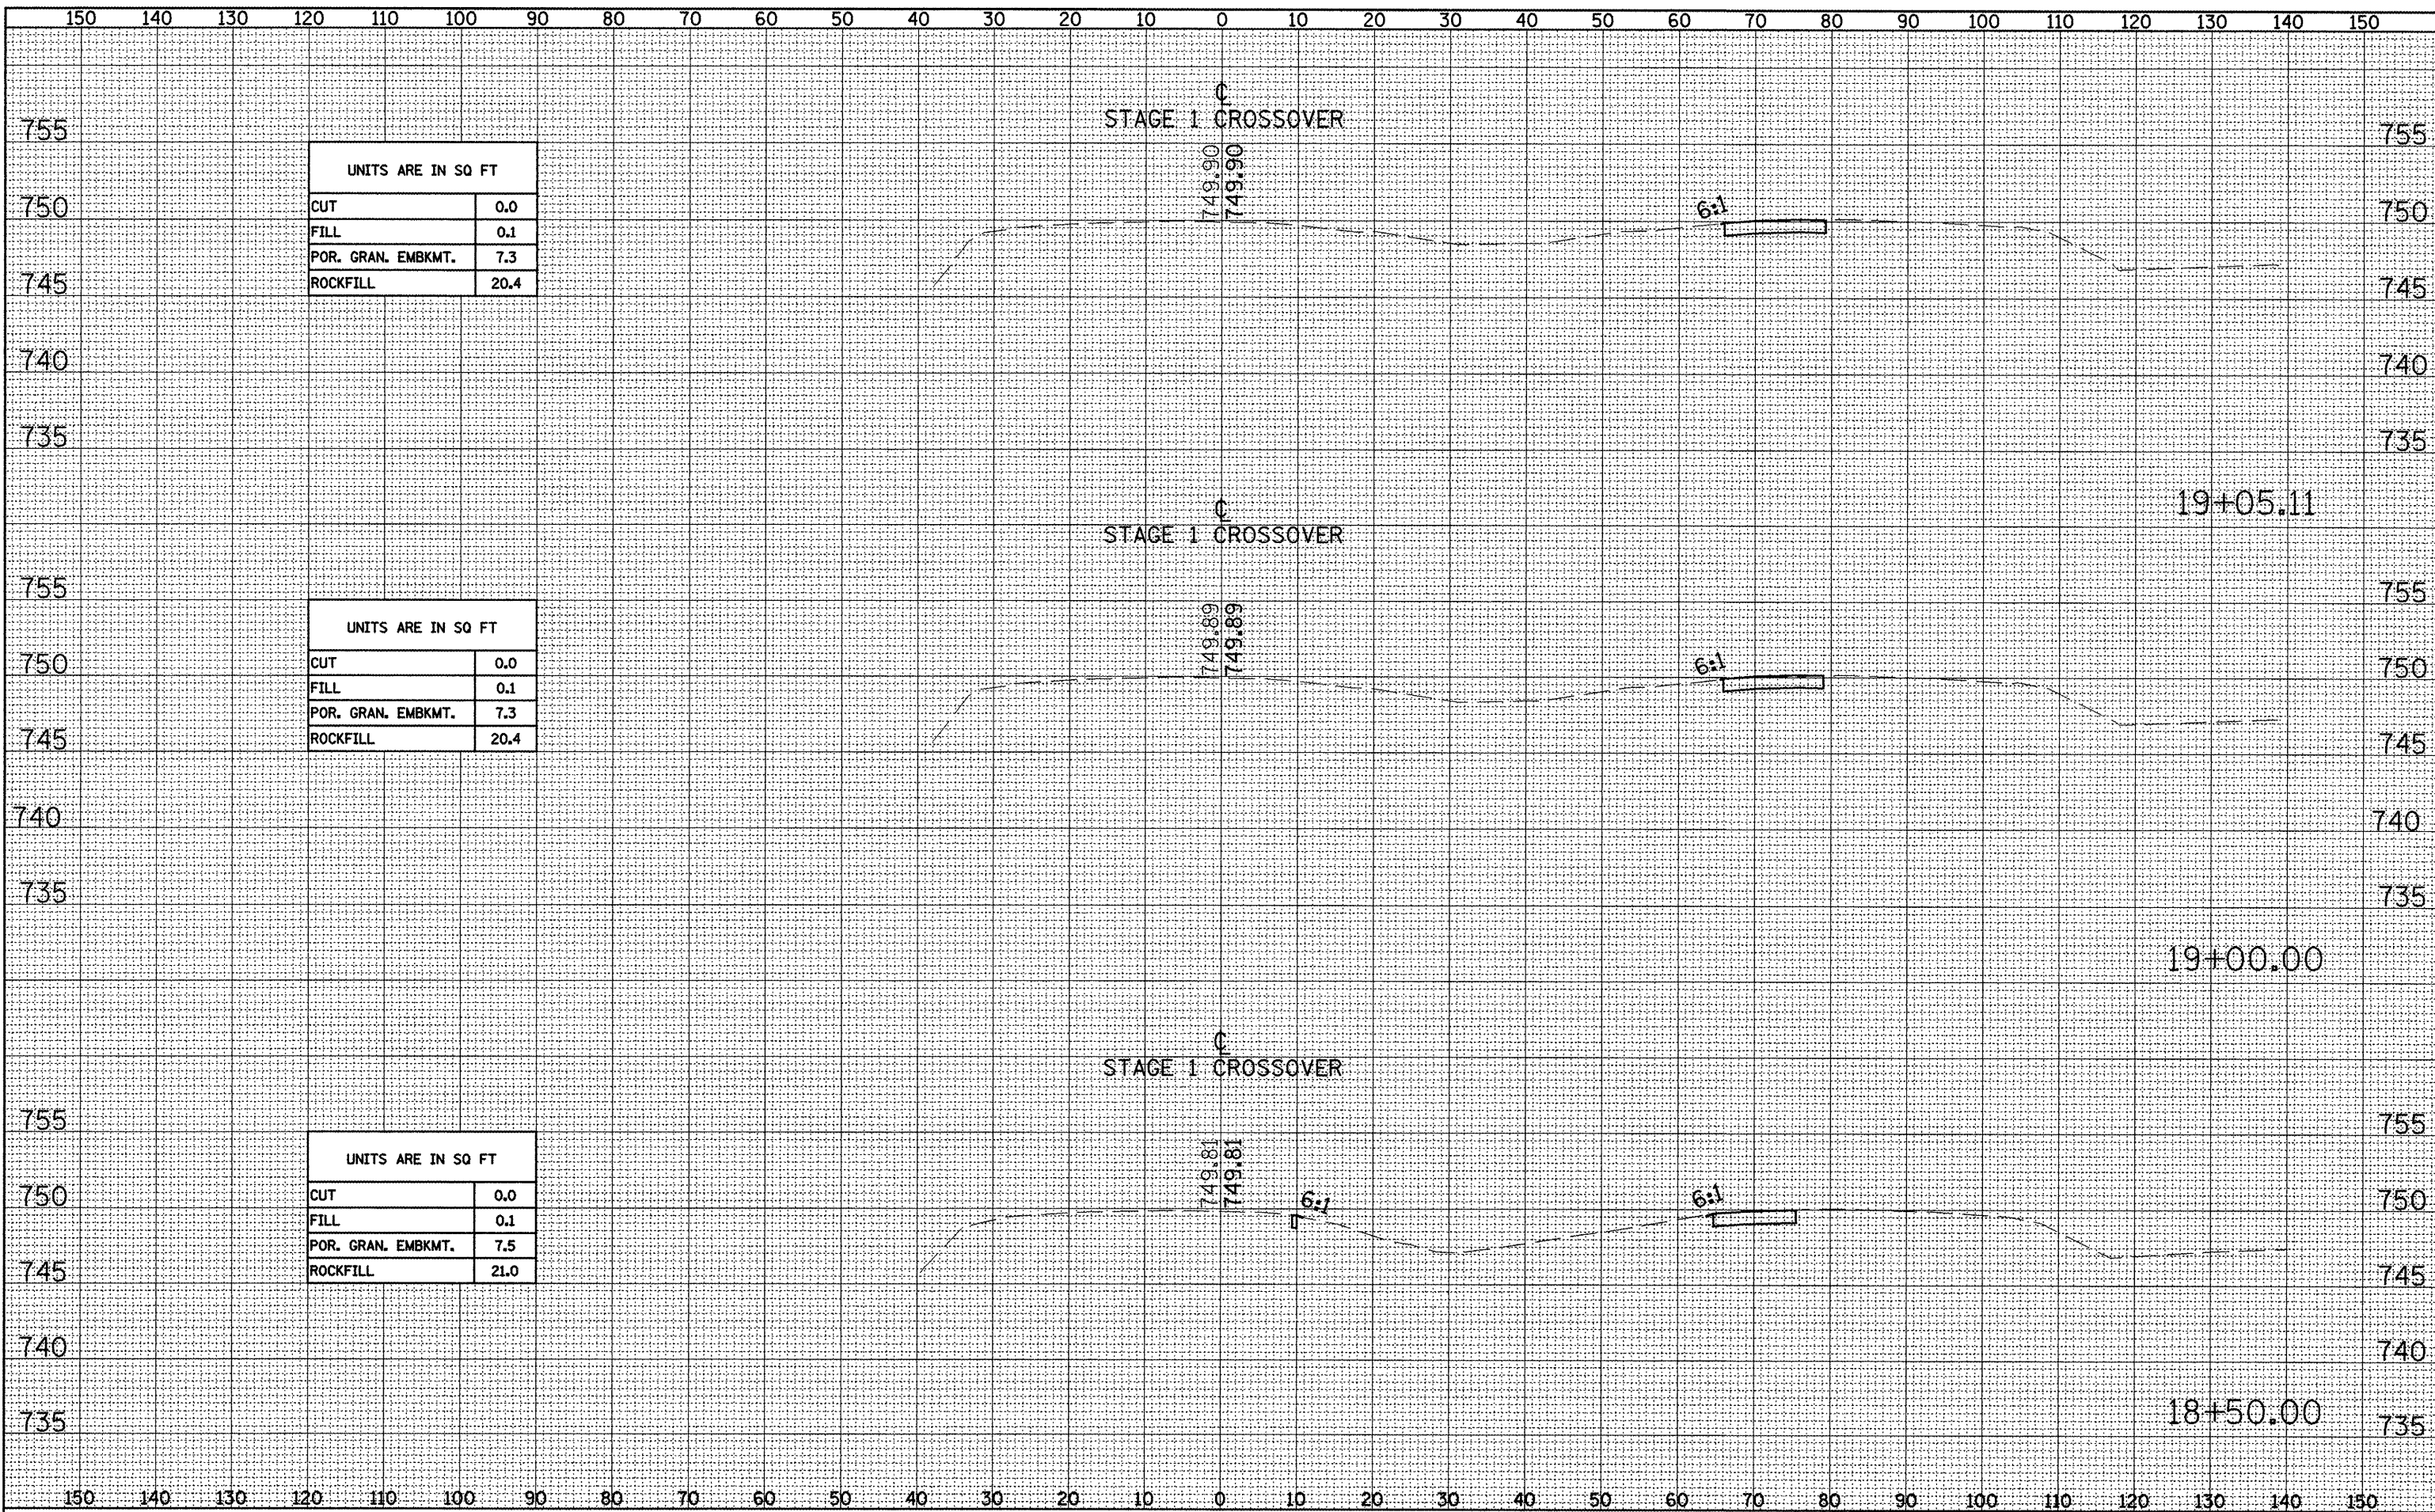 150 140 130 120 110 100 90 80 70 60 50 40 30 20 10 0 10 20 30 40 50 60 70 80 90 100 110 120 130 140 150
℄
STAGE 1 CROSSOVER
755 755
UNITS ARE IN SQ FT
749.90 749.90
CUT 0.0
750 6:1 750
FILL 0.1
POR. GRAN. EMBKMT. 7.3
ROCKFILL 20.4
745 745
740 740
735 735
19+05.11
℄
STAGE 1 CROSSOVER
755 755
UNITS ARE IN SQ FT
749.89 749.89
CUT 0.0
750 6:1 750
FILL 0.1
POR. GRAN. EMBKMT. 7.3
ROCKFILL 20.4
745 745
740 740
735 735
19+00.00
℄
STAGE 1 CROSSOVER
755 755
UNITS ARE IN SQ FT
749.81 749.81
CUT 0.0
750 6:1 6:1 750
FILL 0.1
POR. GRAN. EMBKMT. 7.5
ROCKFILL 21.0
745 745
740 740
18+50.00
735 735
150 140 130 120 110 100 90 80 70 60 50 40 30 20 10 0 10 20 30 40 50 60 70 80 90 100 110 120 130 140 150